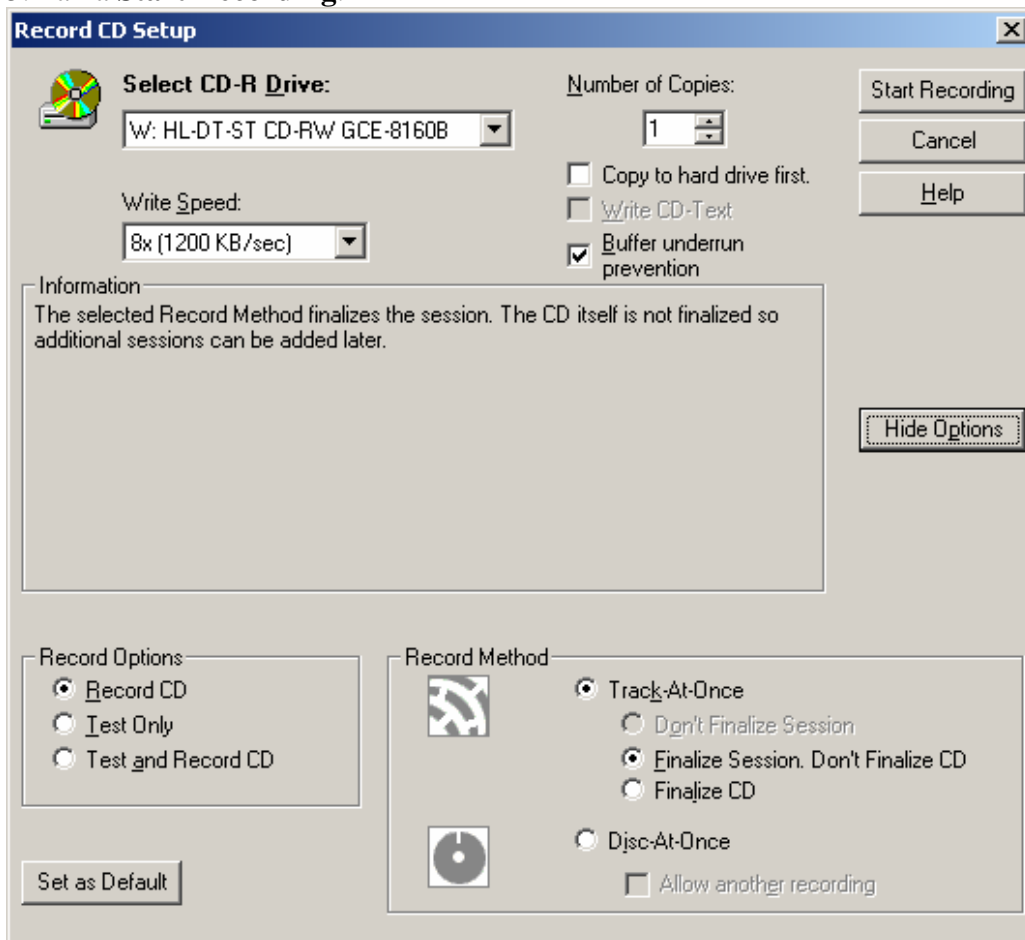 Start Recording.
Record CD Setup
Select CD-R Drive:
W: HL-DT-ST CD-RW GCE-8160B
Write Speed:
8x (1200 KB/sec)
Number of Copies:
1
Copy to hard drive first.
Write CD-Text
Buffer underrun
prevention
Start Recording
Cancel
Help
Information
The selected Record Method finalizes the session. The CD itself is not finalized so
additional sessions can be added later.
Hide Options
Record Options
Record CD
Test Only
Test and Record CD
Set as Default
Record Method
Track-At-Once
Don't Finalize Session
Finalize Session. Don't Finalize CD
Finalize CD
Disc-At-Once
Allow another recording